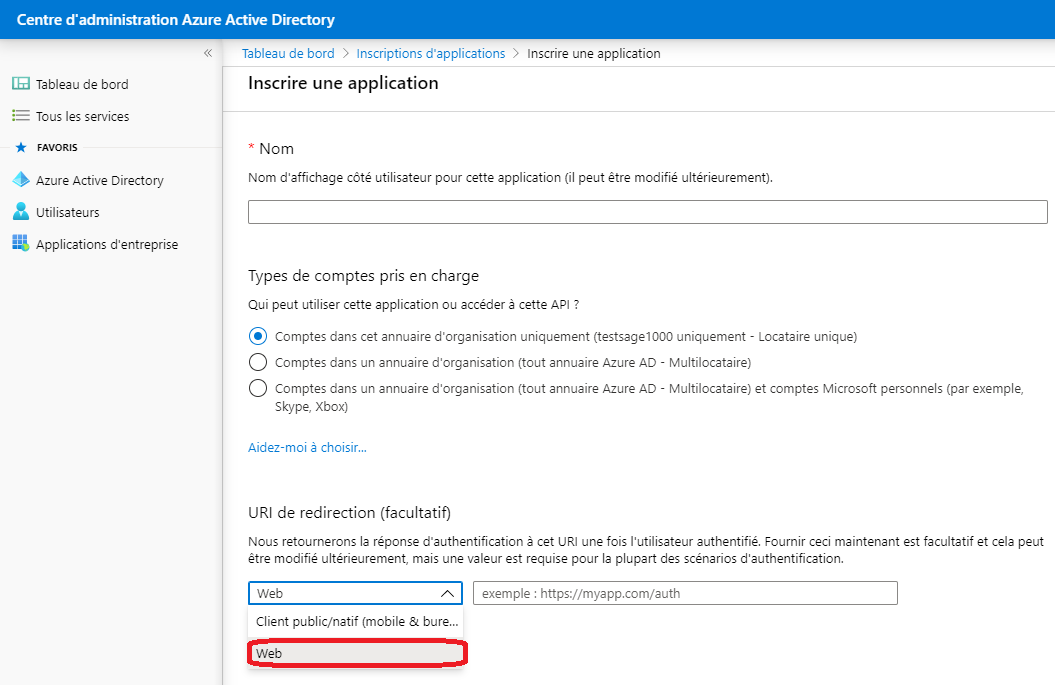 Centre d'administration Azure Active Directory
«
Tableau de bord > Inscriptions d'applications > Inscrire une application
Tableau de bord
Tous les services
FAVORIS
Azure Active Directory
Utilisateurs
Applications d'entreprise
Inscrire une application
* Nom
Nom d'affichage côté utilisateur pour cette application (il peut être modifié ultérieurement).
Types de comptes pris en charge
Qui peut utiliser cette application ou accéder à cette API ?
Comptes dans cet annuaire d'organisation uniquement (testsage1000 uniquement - Locataire unique)
Comptes dans un annuaire d'organisation (tout annuaire Azure AD - Multilocataire)
Comptes dans un annuaire d'organisation (tout annuaire Azure AD - Multilocataire) et comptes Microsoft personnels (par exemple,
Skype, Xbox)
Aidez-moi à choisir...
URI de redirection (facultatif)
Nous retournerons la réponse d'authentification à cet URI une fois l'utilisateur authentifié. Fournir ceci maintenant est facultatif et cela peut
être modifié ultérieurement, mais une valeur est requise pour la plupart des scénarios d'authentification.
Web
exemple : https://myapp.com/auth
Client public/natif (mobile & bure...
Web